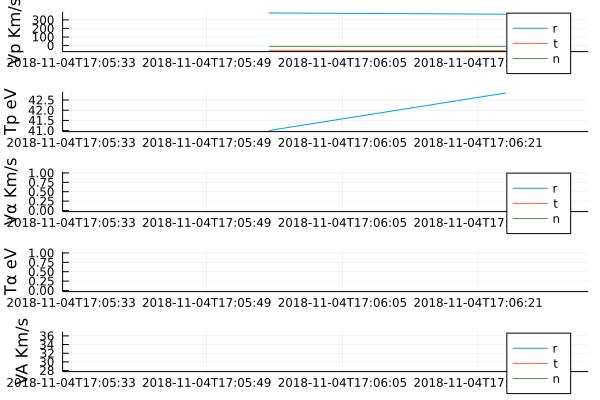 Vp Km/s
300
200
100
0
r
t
n
2018-11-04T17:05:33 2018-11-04T17:05:49 2018-11-04T17:06:05 2018-11-04T17:
Tp eV
42.5
42.0
41.5
41.0
2018-11-04T17:05:33 2018-11-04T17:05:49 2018-11-04T17:06:05 2018-11-04T17:06:21
Vα Km/s
1.00
0.75
0.50
0.25
0.00
r
t
n
2018-11-04T17:05:33 2018-11-04T17:05:49 2018-11-04T17:06:05 2018-11-04T17:
Tα eV
1.00
0.75
0.50
0.25
0.00
2018-11-04T17:05:33 2018-11-04T17:05:49 2018-11-04T17:06:05 2018-11-04T17:06:21
VA Km/s
36
34
32
30
28
r
t
n
2018-11-04T17:05:33 2018-11-04T17:05:49 2018-11-04T17:06:05 2018-11-04T17: